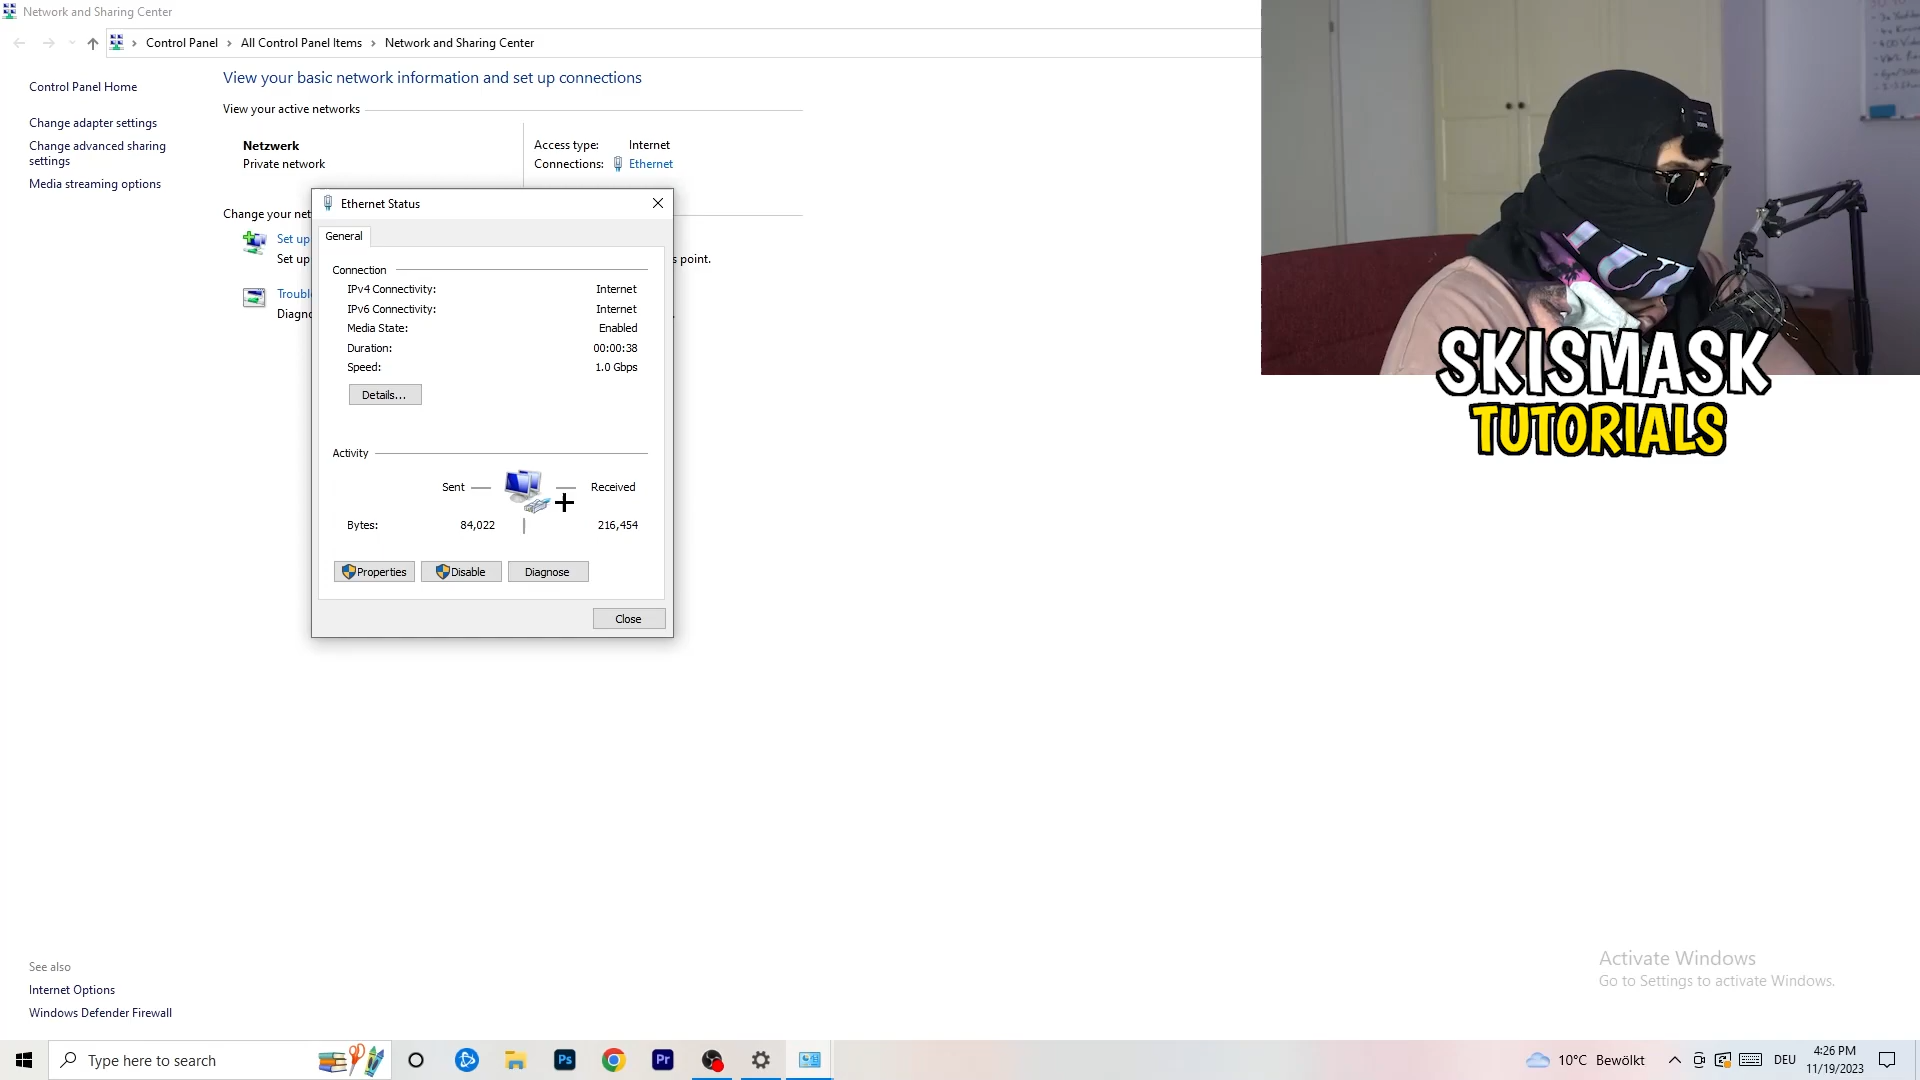 Network and Sharing Center
Control Panel > All Control Panel Items > Network and Sharing Center
Control Panel Home
Change adapter settings
Change advanced sharing
settings
Media streaming options
View your basic network information and set up connections
View your active networks
Netzwerk
Private network
Access type: Internet
Connections: Ethernet
Change your net
Set up
Set up
s point.
Troubl
Diagno
Ethernet Status
General
Connection
IPv4 Connectivity: Internet
IPv6 Connectivity: Internet
Media State: Enabled
Duration: 00:00:38
Speed: 1.0 Gbps
Details...
Activity
Sent Received
Bytes: 84,022 216,454
Properties Disable Diagnose
Close
SKISMASK
TUTORIALS
See also
Internet Options
Windows Defender Firewall
Activate Windows
Go to Settings to activate Windows.
Type here to search
Ps
Pr
10°C Bewölkt
DEU
4:26 PM
11/19/2023